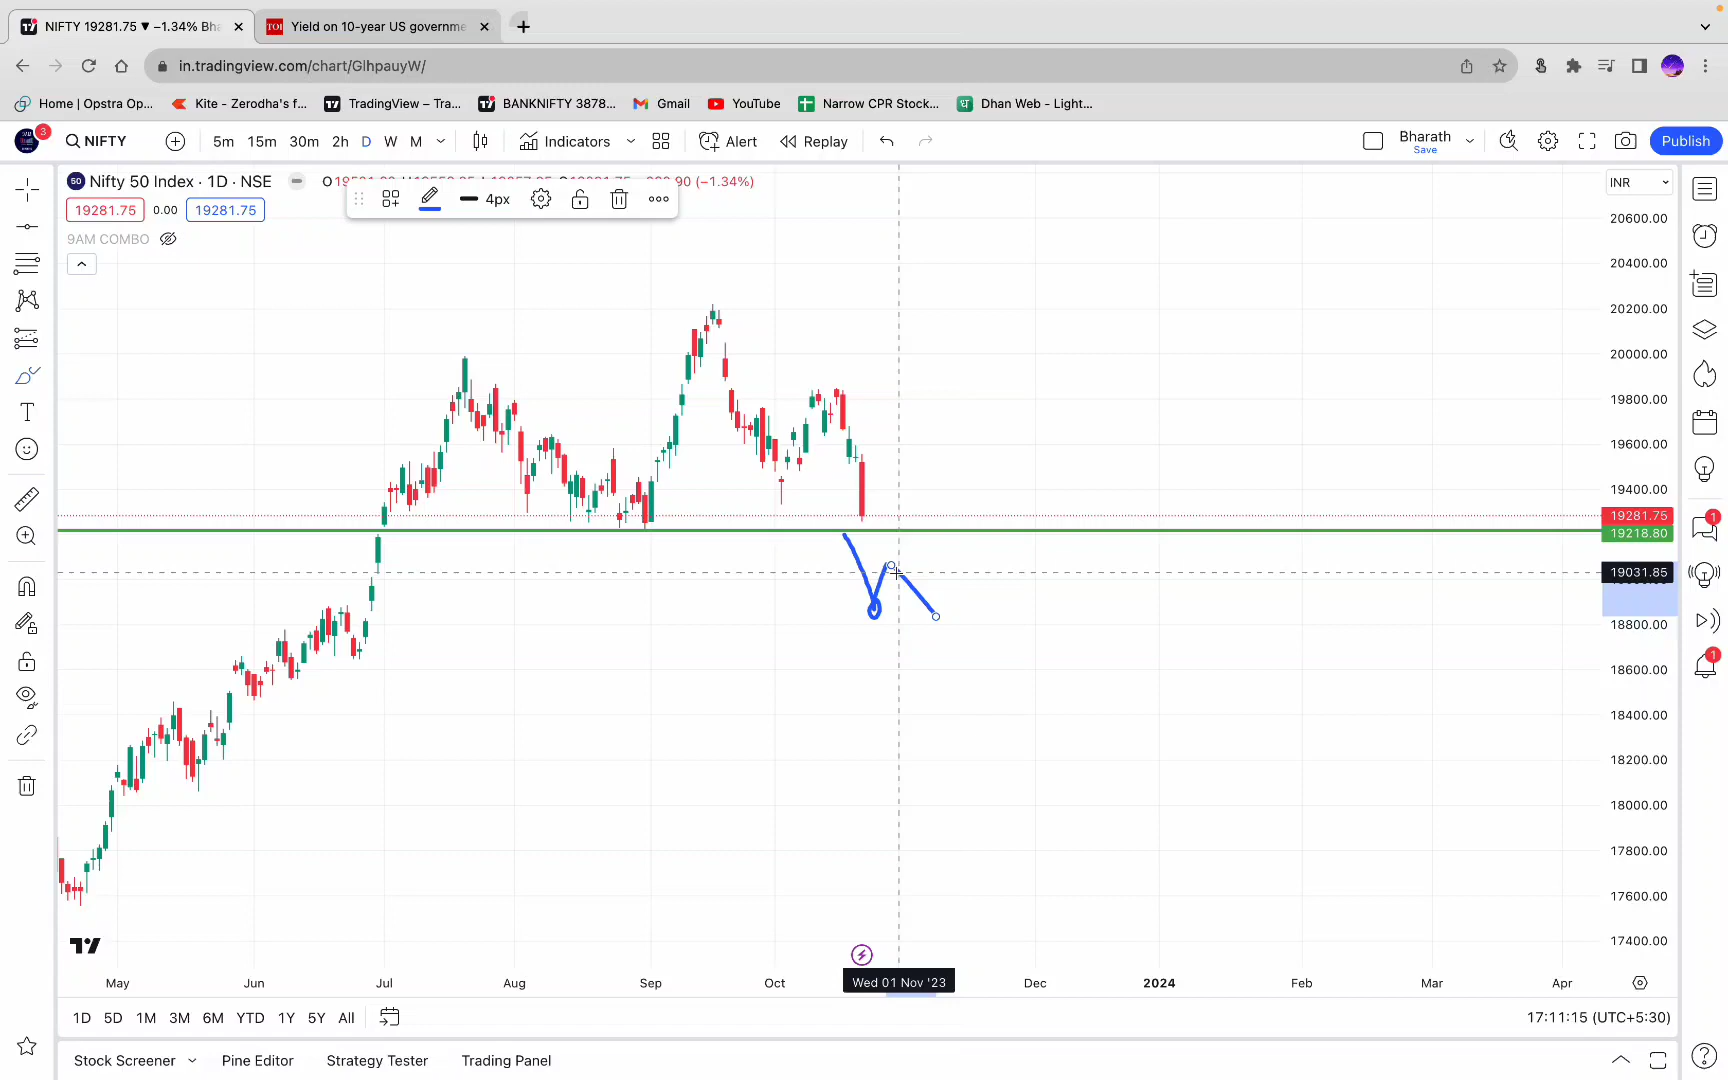 NIFTY 19281.75 ▼ −1.34% Bha
TOI Yield on 10-year US governme
in.tradingview.com/chart/GlhpauyW/
Home | Opstra Op... Kite - Zerodha's f... TradingView – Tra... BANKNIFTY 3878... Gmail YouTube Narrow CPR Stock... Dhan Web - Light...
3 NIFTY 5m 15m 30m 2h D W M Indicators Alert Replay Bharath Publish
Save
50 Nifty 50 Index · 1D · NSE (−1.34%) INR
19281.75 0.00 19281.75 4px
9AM COMBO
20600.00
20400.00
20200.00
20000.00
19800.00
19600.00
19400.00
19281.75 1
19218.80
19031.85
18800.00
1
18600.00
18400.00
18200.00
18000.00
17800.00
17600.00
17400.00
May Jun Jul Aug Sep Oct Wed 01 Nov '23 Dec 2024 Feb Mar Apr
1D 5D 1M 3M 6M YTD 1Y 5Y All 17:11:15 (UTC+5:30)
Stock Screener Pine Editor Strategy Tester Trading Panel